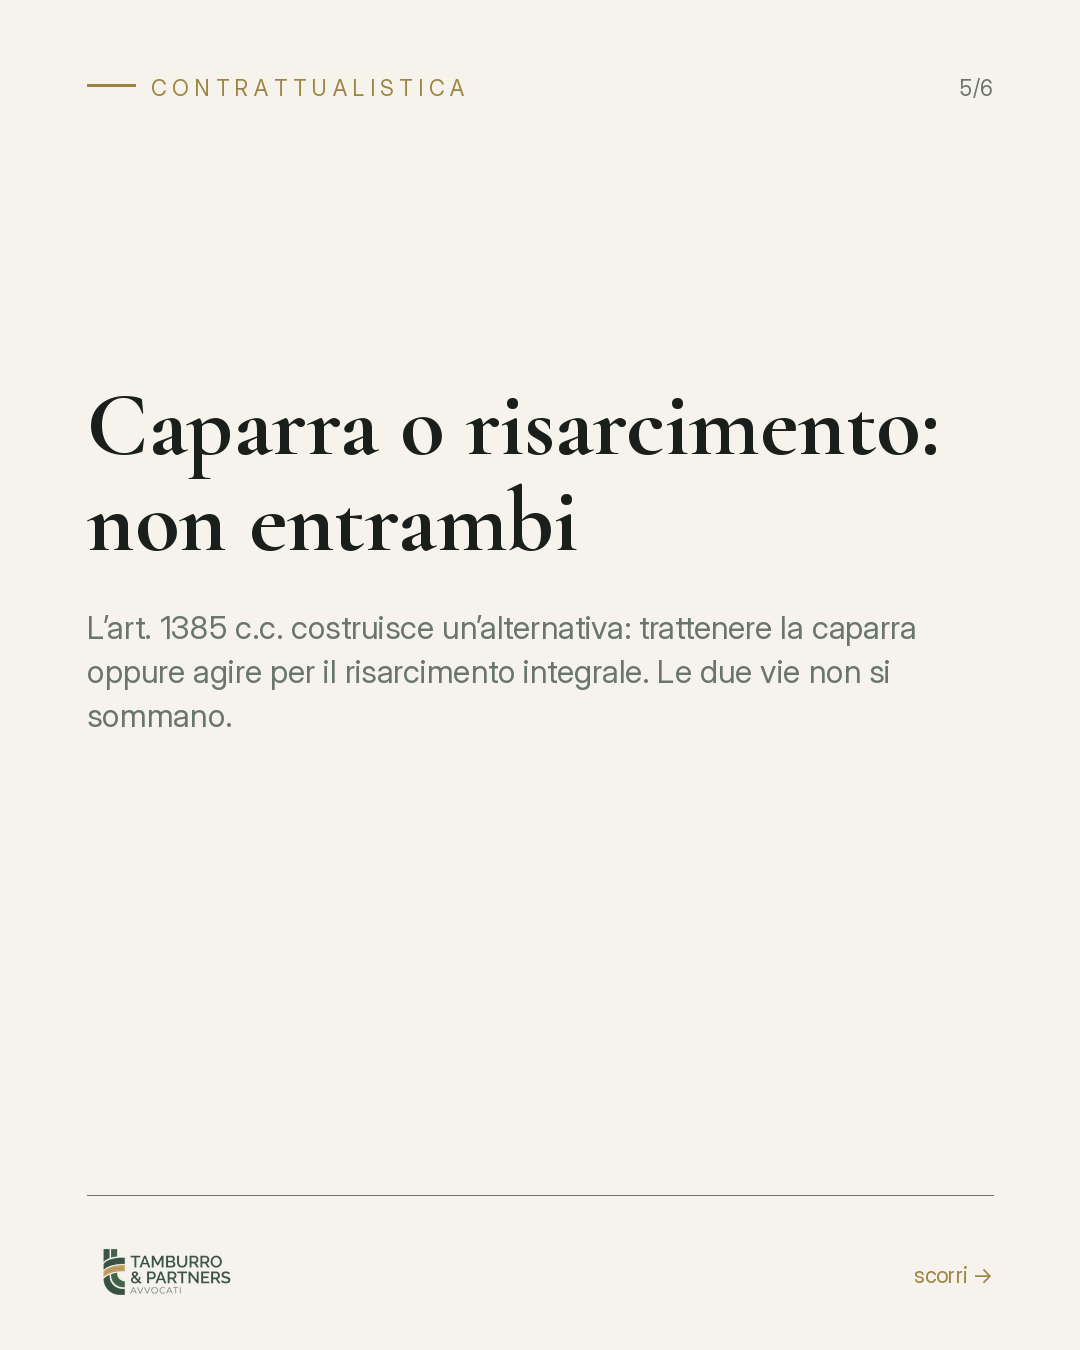 CONTRATTUALISTICA
5/6
Caparra o risarcimento:
non entrambi
L’art. 1385 c.c. costruisce un’alternativa: trattenere la caparra
oppure agire per il risarcimento integrale. Le due vie non si
sommano.
TAMBURRO
& PARTNERS
AVVOCATI
scorri →